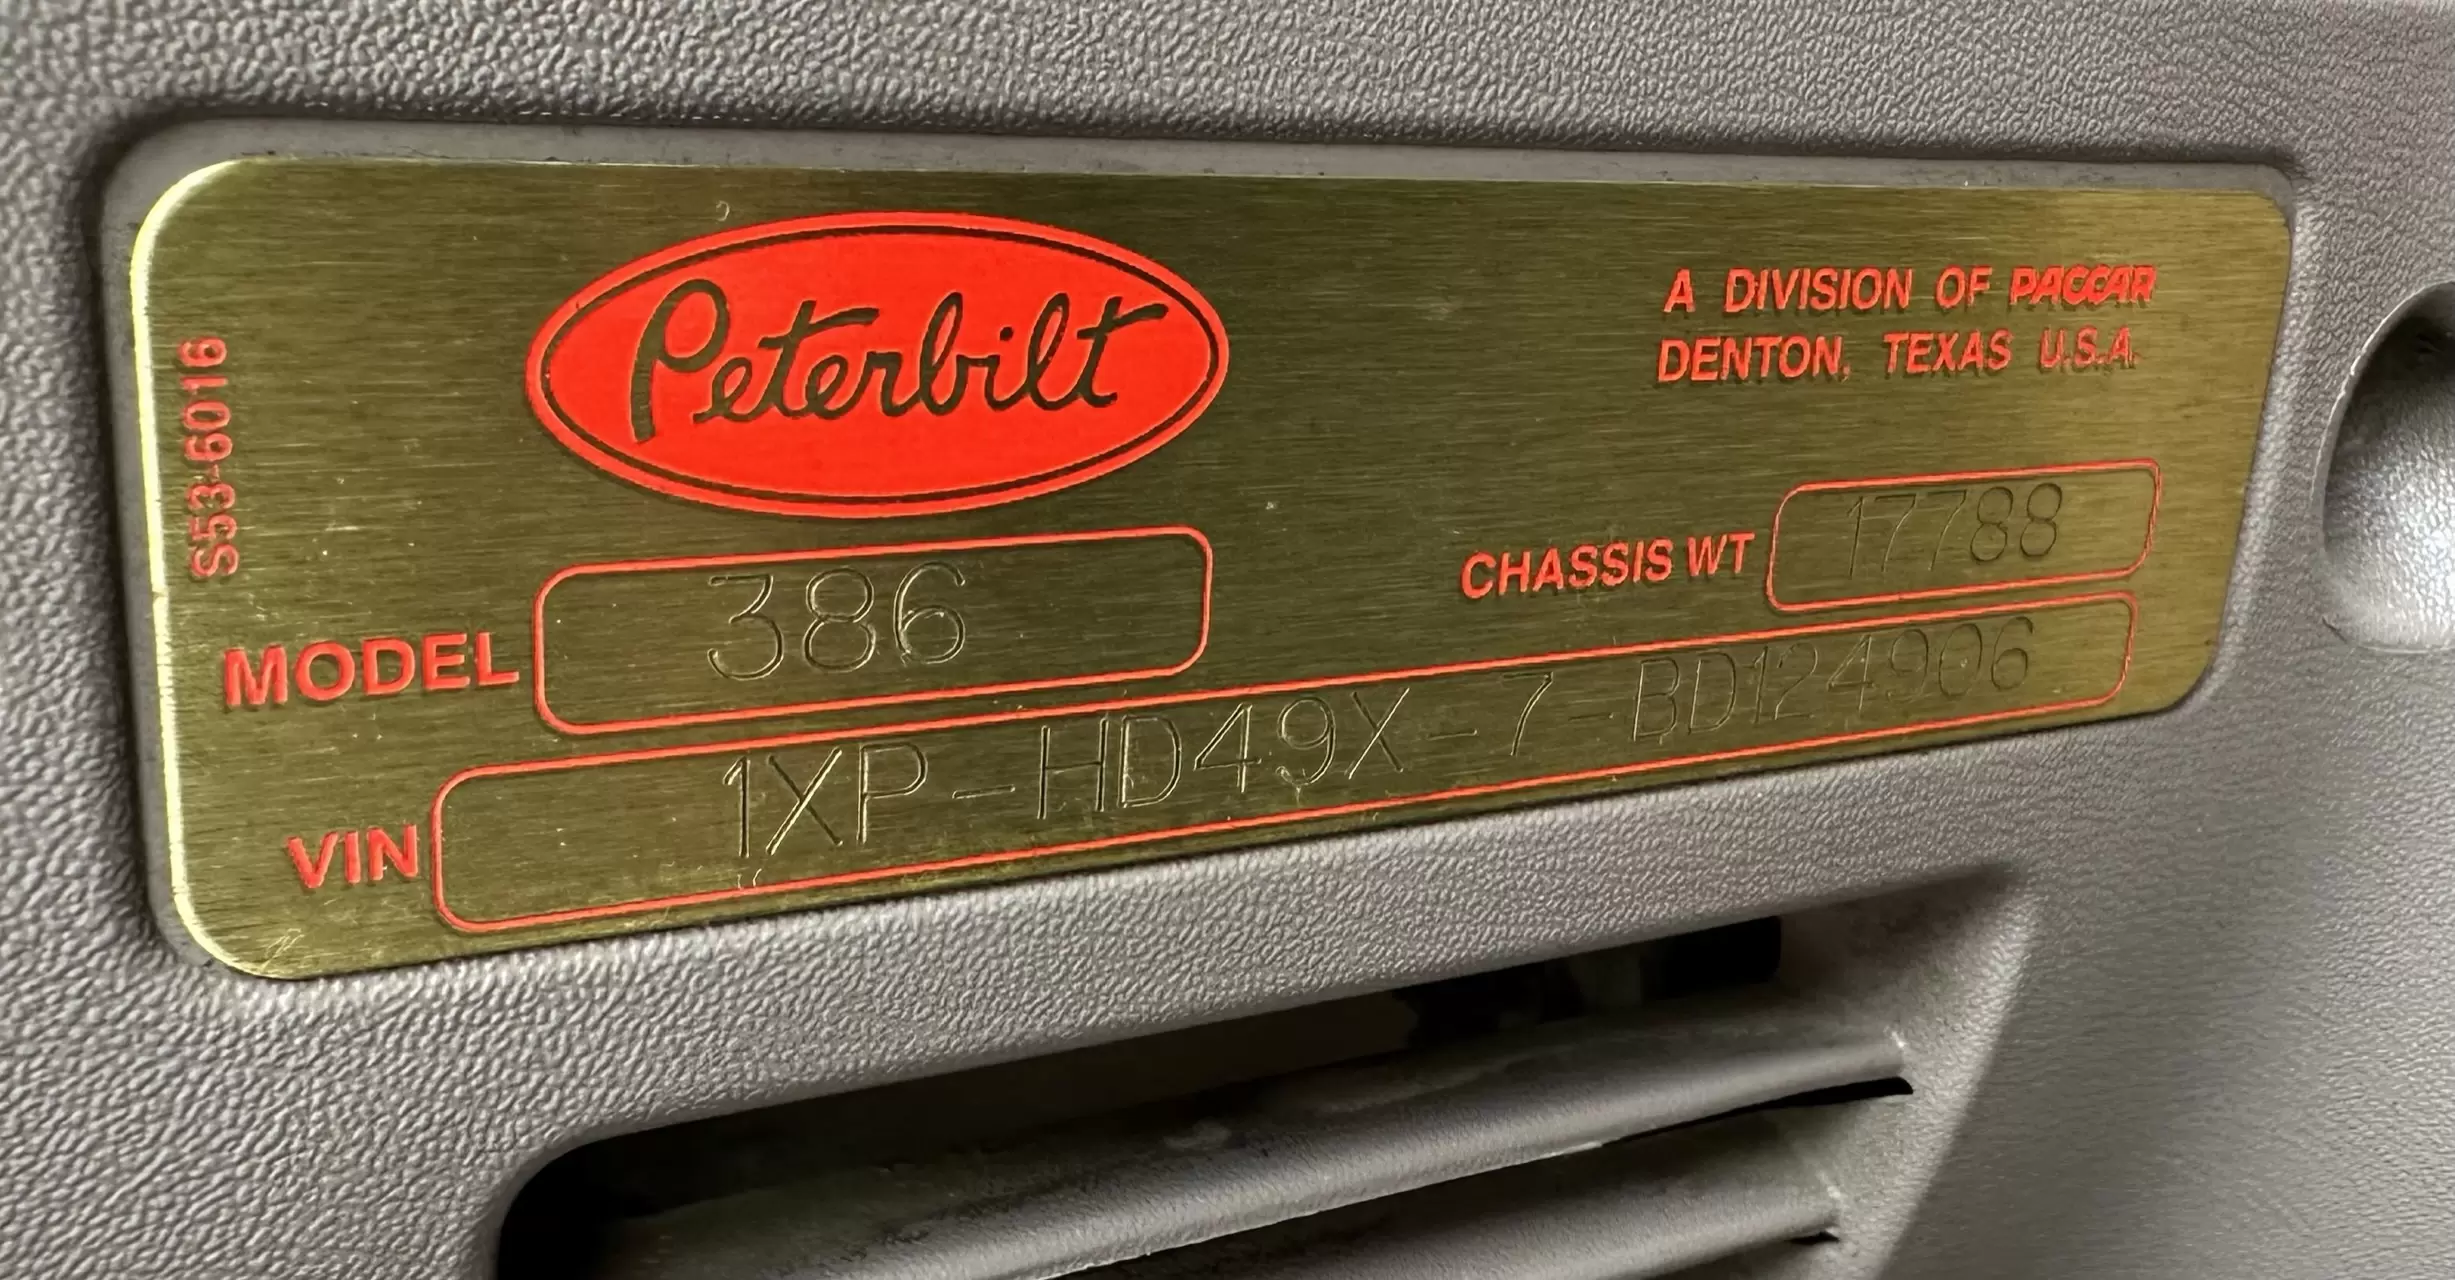 S53-6016
Peterbilt
A DIVISION OF PACCAR
DENTON, TEXAS U.S.A.
CHASSIS WT 17788
MODEL 386
VIN 1XP-HD49X-7-BD124906